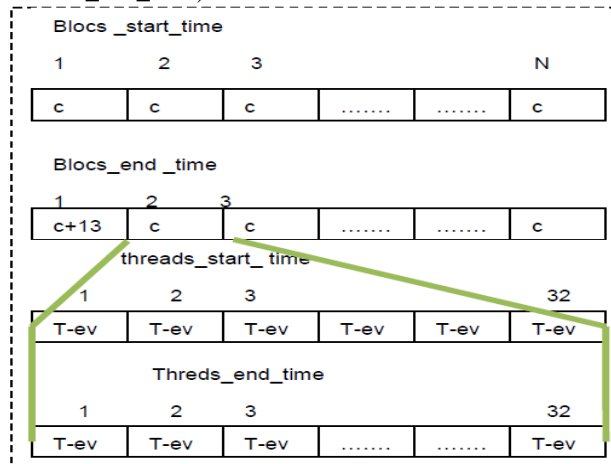 Blocs _start_time
1 2 3 N
c c c ....... ....... c
Blocs_end _time
1 2 3
c+13 c c ....... ....... c
threads_start_ time
1 2 3 32
T-ev T-ev T-ev T-ev T-ev T-ev
Threds_end_time
1 2 3 32
T-ev T-ev T-ev ....... ....... T-ev